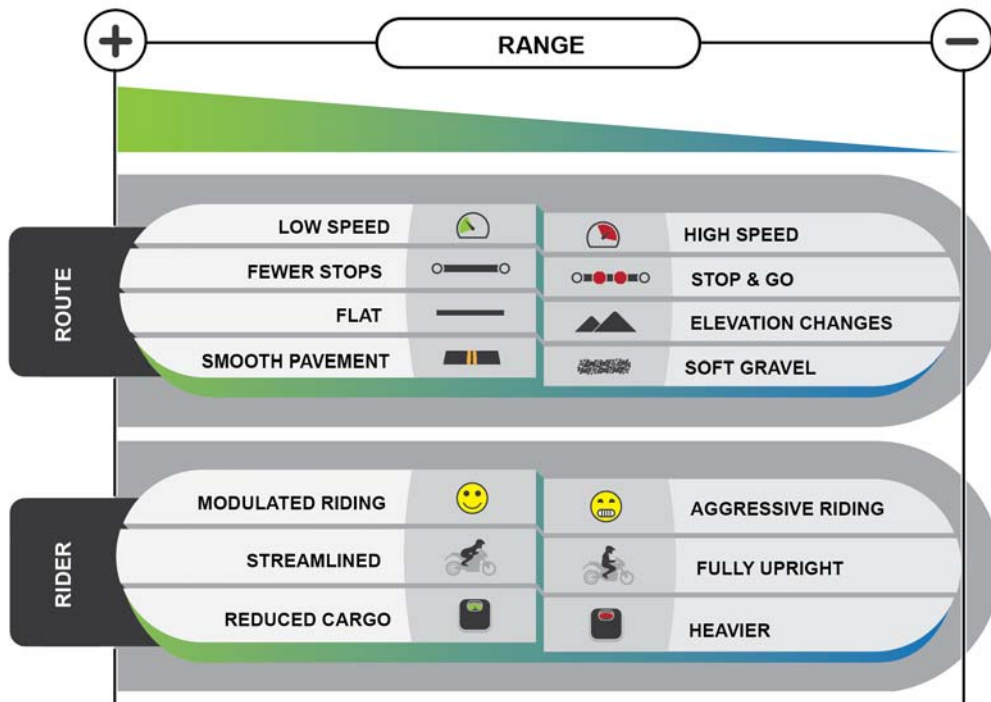 RANGE
ROUTE
LOW SPEED
HIGH SPEED
FEWER STOPS
STOP & GO
FLAT
ELEVATION CHANGES
SMOOTH PAVEMENT
SOFT GRAVEL
RIDER
MODULATED RIDING
AGGRESSIVE RIDING
STREAMLINED
FULLY UPRIGHT
REDUCED CARGO
HEAVIER